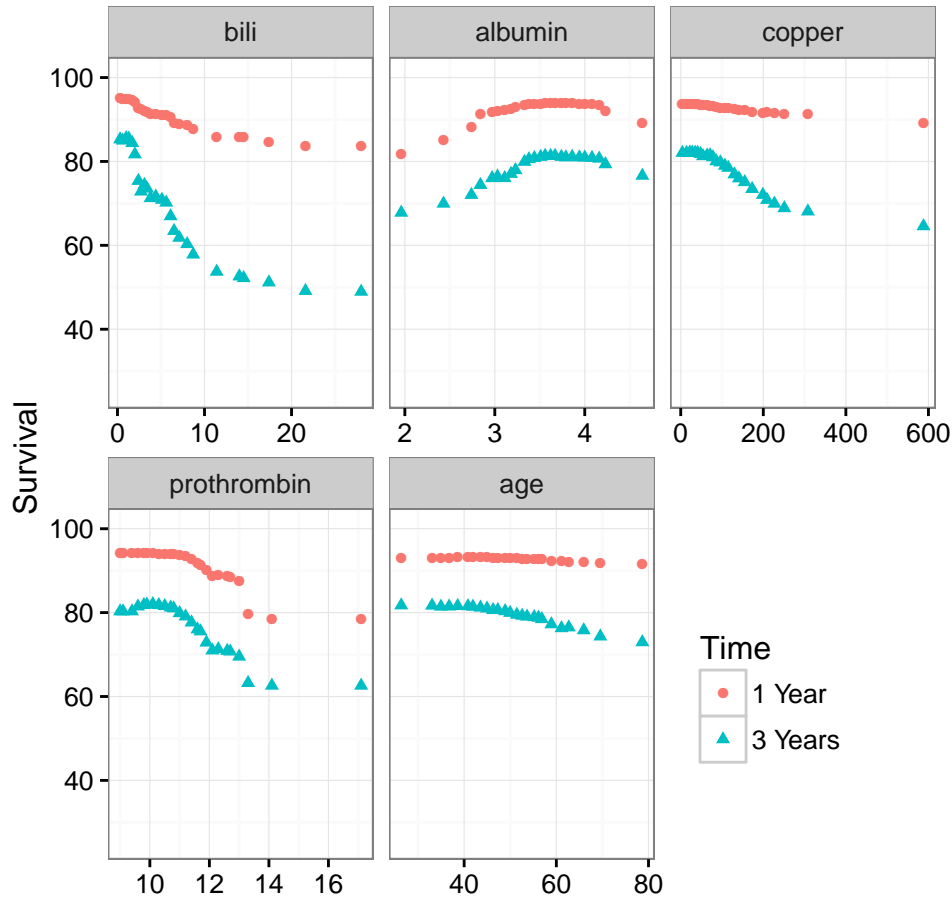 bili albumin copper
100
80
60
40
0 10 20 2 3 4 0 200 400 600
Survival
prothrombin age
100
80
60
40
10 12 14 16 40 60 80
Time
1 Year
3 Years